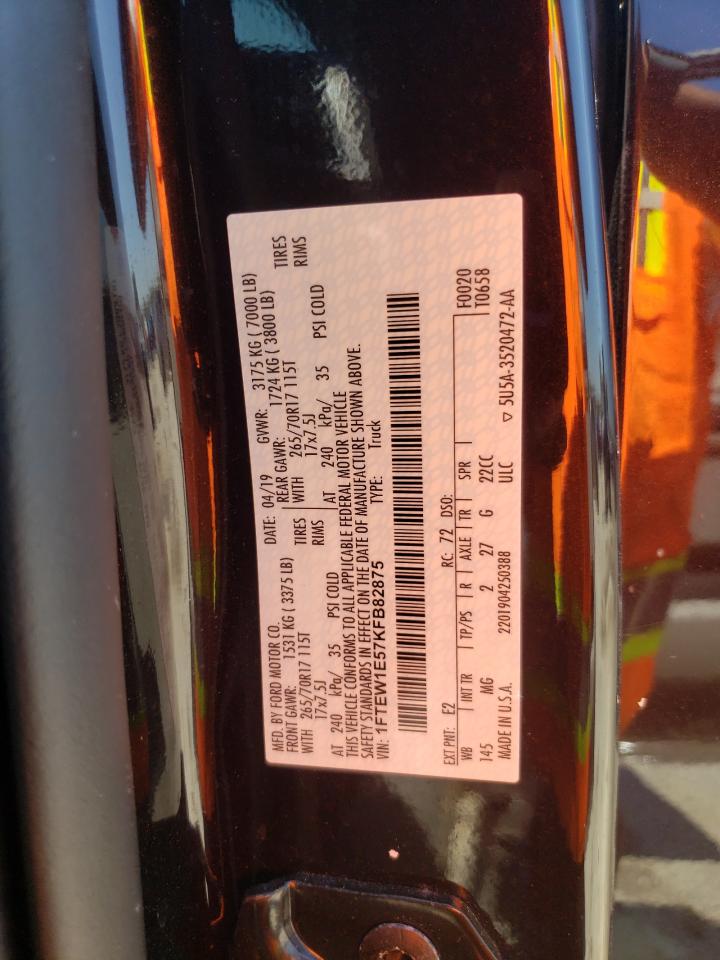 MFD. BY FORD MOTOR CO.
DATE: 04/19 GVWR: 3175 KG ( 7000 LB)
FRONT GAWR: 1531 KG ( 3375 LB) REAR GAWR: 1724 KG ( 3800 LB)
WITH 265/70R17 115T TIRES WITH 265/70R17 115T TIRES
17x7.5J RIMS 17x7.5J RIMS
AT 240 kPa/ 35 PSI COLD AT 240 kPa/ 35 PSI COLD
THIS VEHICLE CONFORMS TO ALL APPLICABLE FEDERAL MOTOR VEHICLE
SAFETY STANDARDS IN EFFECT ON THE DATE OF MANUFACTURE SHOWN ABOVE.
VIN: 1FTEW1E57KFB82875 TYPE: Truck
EXT PNT: E2 RC: 72 DSO: F0020
WB INT TR TP/PS R AXLE TR SPR T0658
145 MG 2 27 G 22CC
MADE IN U.S.A. 2201904250388 ULC ▽ 5U5A-3520472-AA